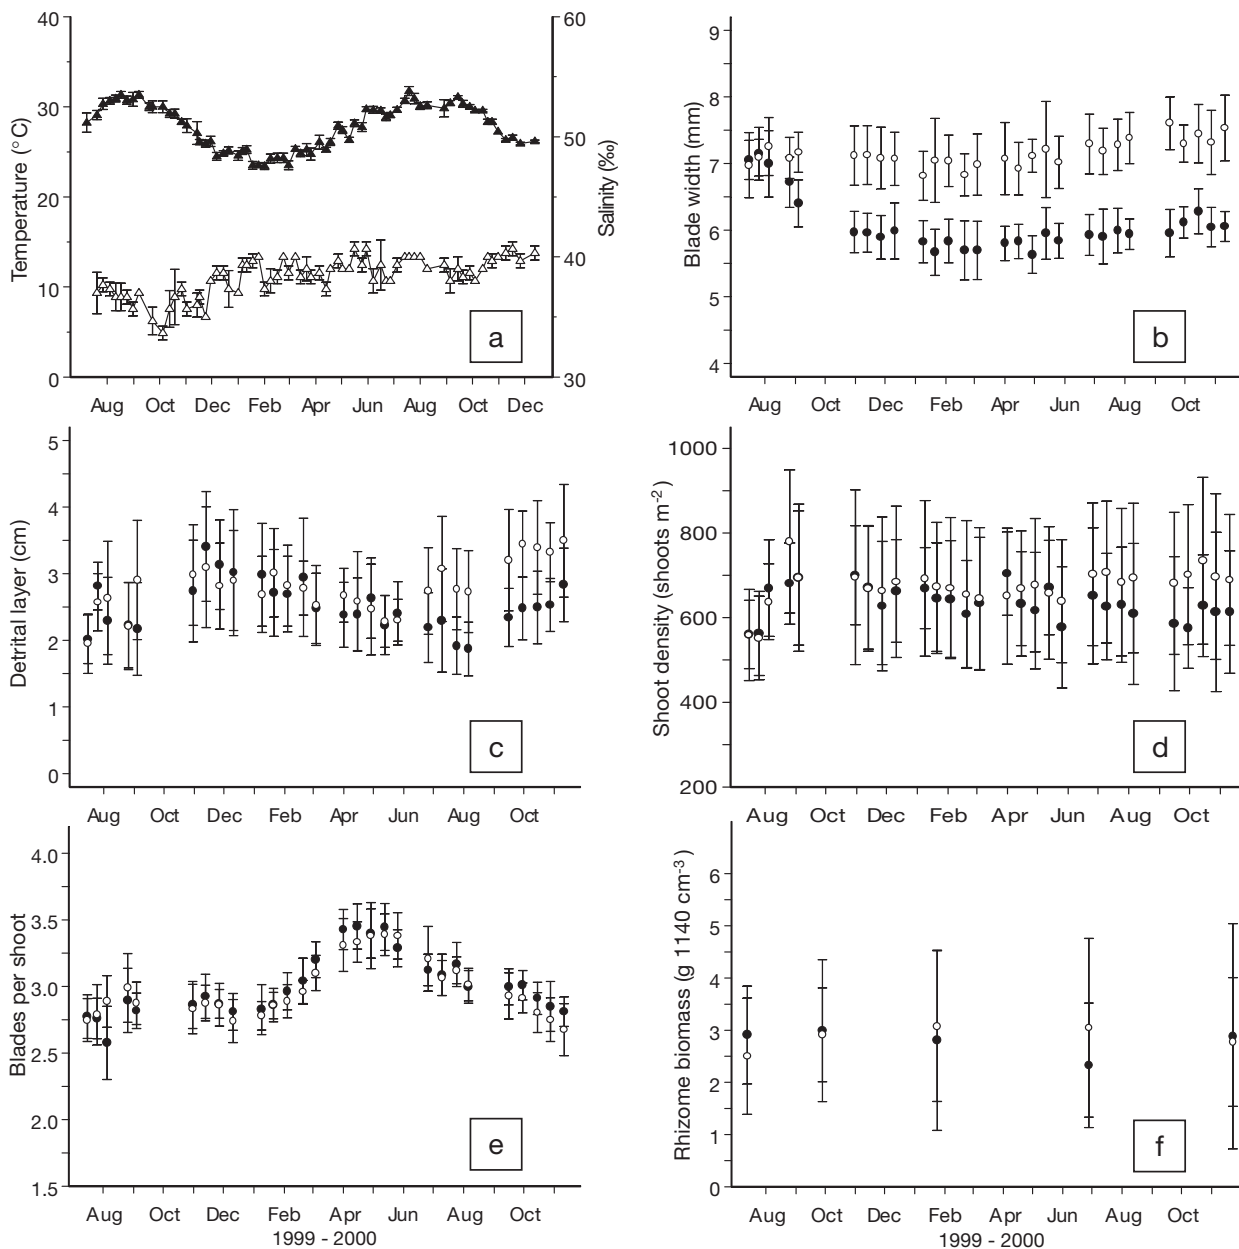 40
30
20
10
0
Temperature (°C)
60
50
40
30
Salinity (‰)
a
Aug Oct Dec Feb Apr Jun Aug Oct Dec
9
8
7
6
5
4
Blade width (mm)
b
Aug Oct Dec Feb Apr Jun Aug Oct
5
4
3
2
1
0
Detrital layer (cm)
c
Aug Oct Dec Feb Apr Jun Aug Oct
1000
800
600
400
200
Shoot density (shoots m-2)
d
Aug Oct Dec Feb Apr Jun Aug Oct
4.0
3.5
3.0
2.5
2.0
1.5
Blades per shoot
e
Aug Oct Dec Feb Apr Jun Aug Oct
1999 - 2000
6
5
4
3
2
1
0
Rhizome biomass (g 1140 cm-3)
f
Aug Oct Dec Feb Apr Jun Aug Oct
1999 - 2000